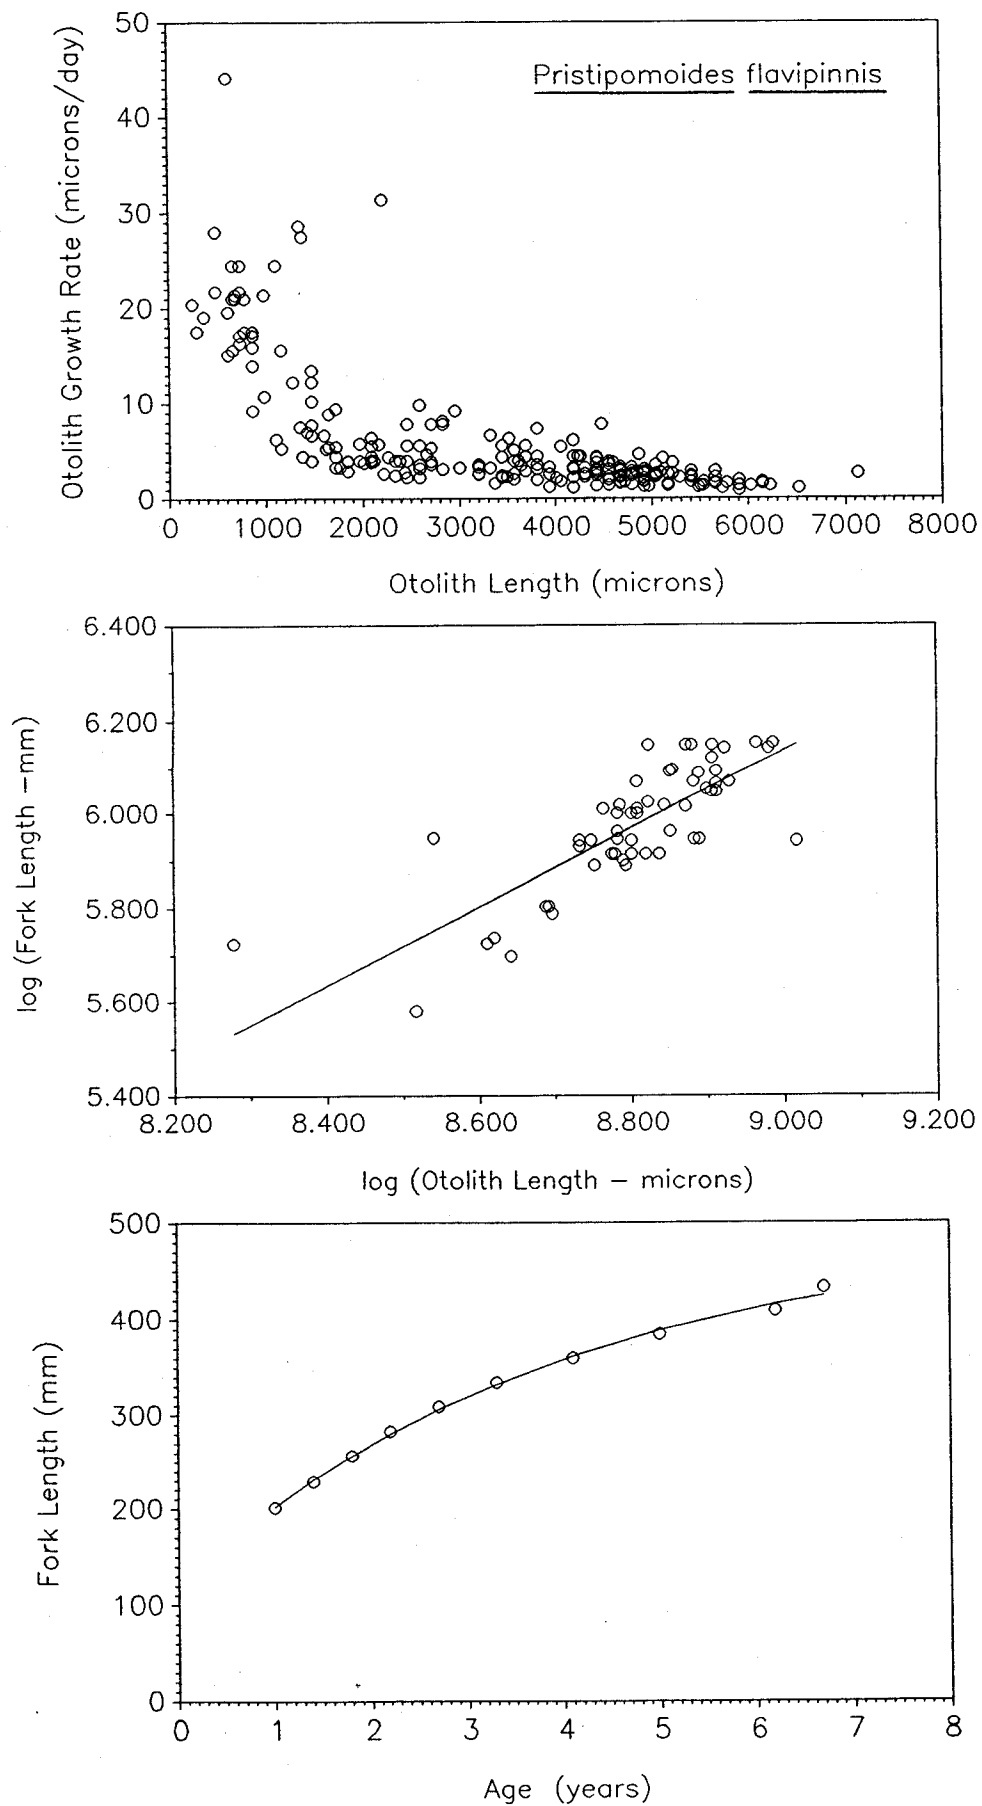 Pristipomoides flavipinnis
Otolith Growth Rate (microns/day)
50
40
30
20
10
0
0 1000 2000 3000 4000 5000 6000 7000 8000
Otolith Length (microns)
log (Fork Length -mm)
6.400
6.200
6.000
5.800
5.600
5.400
8.200 8.400 8.600 8.800 9.000 9.200
log (Otolith Length - microns)
Fork Length (mm)
500
400
300
200
100
0
0 1 2 3 4 5 6 7 8
Age (years)